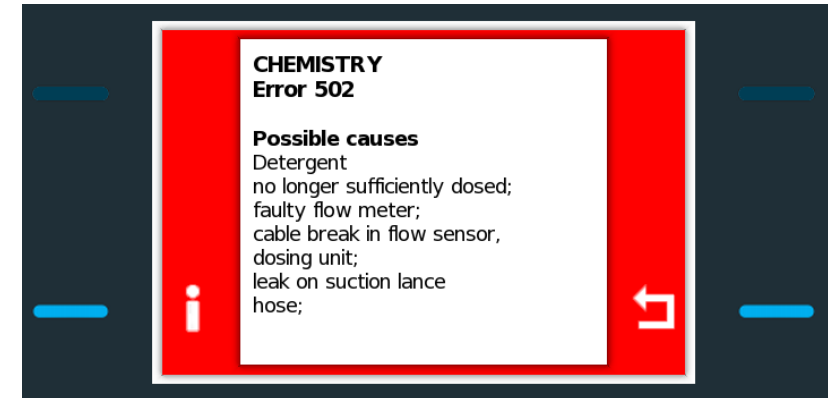 CHEMISTRY
Error 502
Possible causes
Detergent
no longer sufficiently dosed;
faulty flow meter;
cable break in flow sensor,
dosing unit;
leak on suction lance
hose;